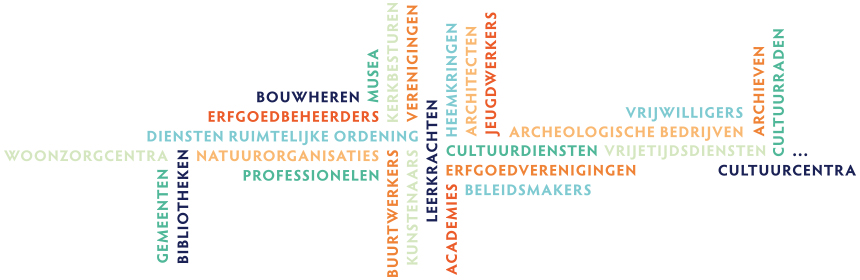 MUSEA
KERKBESTUREN
VERENIGINGEN
HEEMKRINGEN
ARCHITECTEN
JEUGDWERKERS
ARCHIEVEN
CULTUURRADEN
BOUWHEREN
ERFGOEDBEHEERDERS
VRIJWILLIGERS
DIENSTEN RUIMTELIJKE ORDENING
LEERKRACHTEN
ARCHEOLOGISCHE BEDRIJVEN
WOONZORGCENTRA
NATUURORGANISATIES
CULTUURDIENSTEN
VRIJETIJDSDIENSTEN
...
GEMEENTEN
BIBLIOTHEKEN
PROFESSIONELEN
BUURTWERKERS
KUNSTENAARS
ACADEMIES
ERFGOEDVERENIGINGEN
CULTUURCENTRA
BELEIDSMAKERS